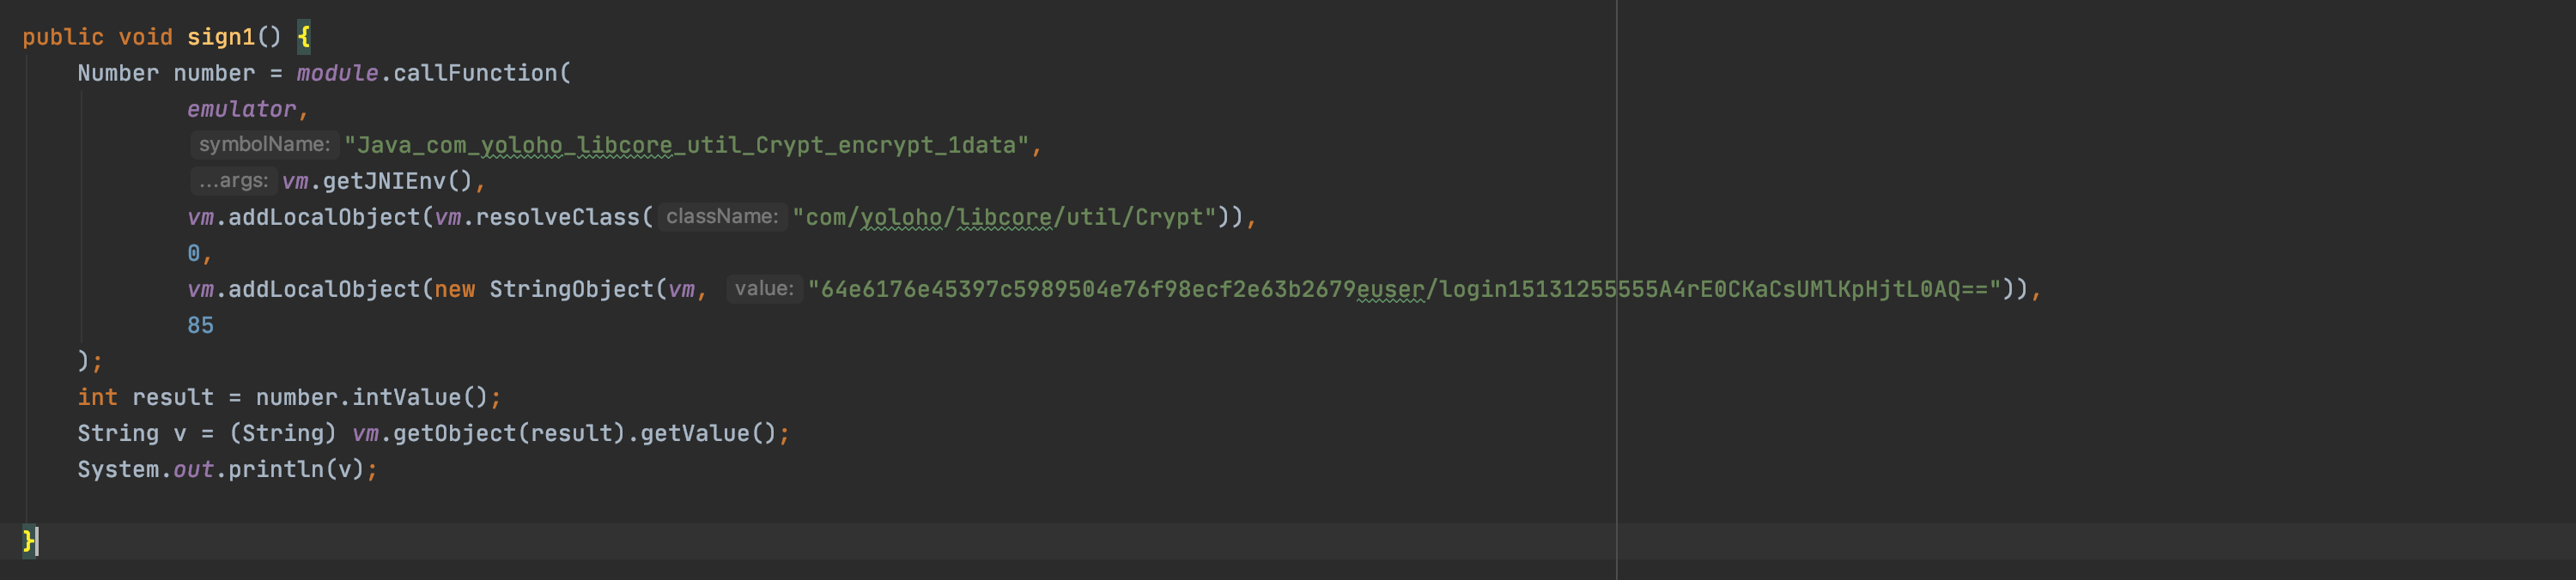 public void sign1() {
Number number = module.callFunction(
emulator,
symbolName: "Java_com_yoloho_libcore_util_Crypt_encrypt_1data",
...args: vm.getJNIEnv(),
vm.addLocalObject(vm.resolveClass( className: "com/yoloho/libcore/util/Crypt")),
0,
vm.addLocalObject(new StringObject(vm, value: "64e6176e45397c5989504e76f98ecf2e63b2679euser/login15131255555A4rE0CKaCsUMlKpHjtL0AQ==")),
85
);
int result = number.intValue();
String v = (String) vm.getObject(result).getValue();
System.out.println(v);
}